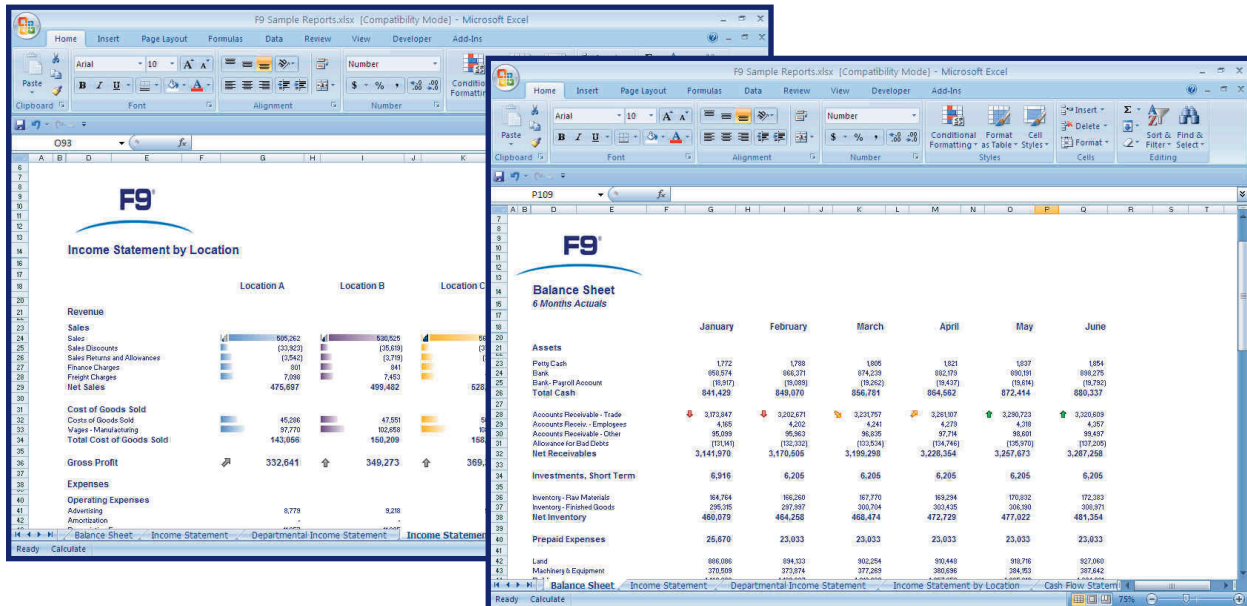 F9 Sample Reports.xlsx [Compatibility Mode] - Microsoft Excel
Home Insert Page Layout Formulas Data Review View Developer Add-Ins
Arial 10 A A Number
Paste B I U A $ % , Conditio
Formattin
Clipboard Font Alignment Number
O93 fx
A B D E F G H I J K
F9
Income Statement by Location
Location A Location B Location C
Revenue
Sales
Sales 505,262 530,525
Sales Discounts (33,923) (35,619)
Sales Returns and Allowances (3,542) (3,719)
Finance Charges 801 841
Freight Charges 7,098 7,453
Net Sales 475,697 499,482 528,
Cost of Goods Sold
Costs of Goods Sold 45,286 47,551
Wages - Manufacturing 97,770 102,658
Total Cost of Goods Sold 143,056 150,209 158,
Gross Profit 332,641 349,273 369,
Expenses
Operating Expenses
Advertising 8,779 9,218
Amortization - -
Balance Sheet Income Statement Departmental Income Statement Income Statemen
Ready Calculate
F9 Sample Reports.xlsx [Compatibility Mode] - Microsoft Excel
Home Insert Page Layout Formulas Data Review View Developer Add-Ins
Arial 10 A A Number Insert Σ
Paste B I U A $ % , Conditional Format Cell Delete Sort & Find &
Formatting as Table Styles Format Filter Select
Clipboard Font Alignment Number Styles Cells Editing
P109 fx
A B D E F G H I J K L M N O P Q R S T
F9
Balance Sheet
6 Months Actuals
January February March April May June
Assets
Petty Cash 1,772 1,788 1,805 1,821 1,837 1,854
Bank 858,574 866,371 874,239 882,179 890,191 898,275
Bank- Payroll Account (18,917) (19,089) (19,262) (19,437) (19,614) (19,792)
Total Cash 841,429 849,070 856,781 864,562 872,414 880,337
Accounts Receivable - Trade 3,173,847 3,202,671 3,231,757 3,261,107 3,290,723 3,320,609
Accounts Receiv. - Employees 4,165 4,202 4,241 4,279 4,318 4,357
Accounts Receivable - Other 95,099 95,963 96,835 97,714 98,601 99,497
Allowance for Bad Debts (131,141) (132,332) (133,534) (134,746) (135,970) (137,205)
Net Receivables 3,141,970 3,170,505 3,199,298 3,228,354 3,257,673 3,287,258
Investments, Short Term 6,916 6,205 6,205 6,205 6,205 6,205
Inventory - Raw Materials 164,764 166,260 167,770 169,294 170,832 172,383
Inventory - Finished Goods 295,315 297,997 300,704 303,435 306,190 308,971
Net Inventory 460,079 464,258 468,474 472,729 477,022 481,354
Prepaid Expenses 25,670 23,033 23,033 23,033 23,033 23,033
Land 886,086 894,133 902,254 910,448 918,716 927,060
Machinery & Equipment 370,509 373,874 377,269 380,696 384,153 387,642
Balance Sheet Income Statement Departmental Income Statement Income Statement by Location Cash Flow Statem
Ready Calculate 75%